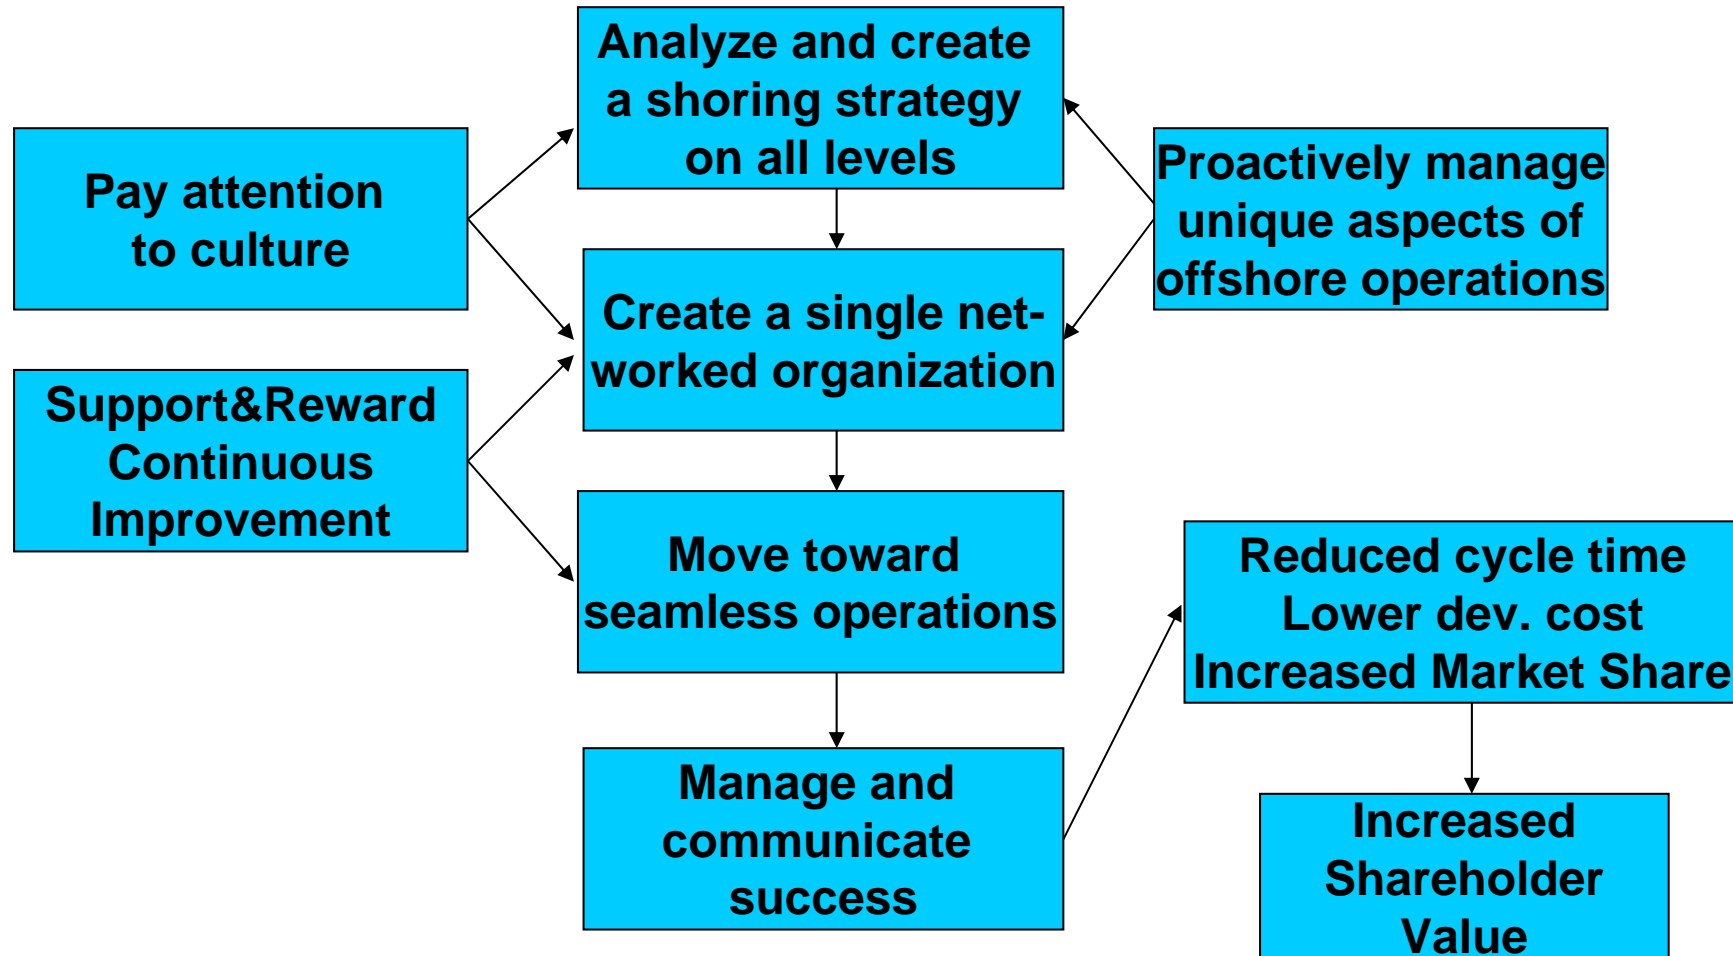 Analyze and create
a shoring strategy
on all levels
Pay attention
to culture
Proactively manage
unique aspects of
offshore operations
Create a single net-
worked organization
Support&Reward
Continuous
Improvement
Move toward
seamless operations
Reduced cycle time
Lower dev. cost
Increased Market Share
Manage and
communicate
success
Increased
Shareholder
Value